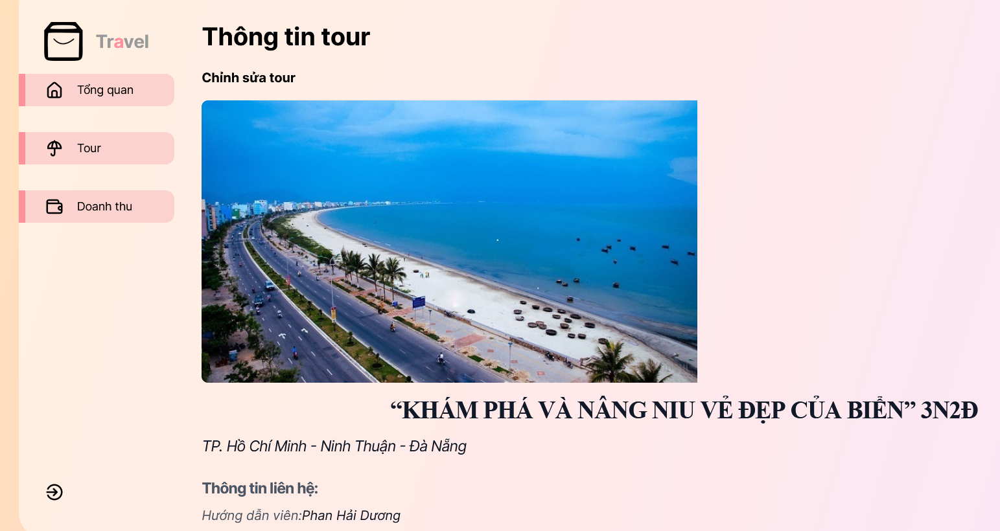 Travel
Tổng quan
Tour
Doanh thu
Thông tin tour
Chỉnh sửa tour
“KHÁM PHÁ VÀ NÂNG NIU VẺ ĐẸP CỦA BIỂN” 3N2Đ
TP. Hồ Chí Minh - Ninh Thuận - Đà Nẵng
Thông tin liên hệ:
Hướng dẫn viên:Phan Hải Dương